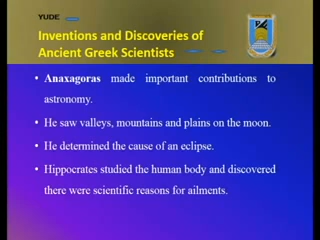 YUDE
Inventions and Discoveries of
Ancient Greek Scientists
• Anaxagoras made important contributions to
astronomy.
• He saw valleys, mountains and plains on the moon.
• He determined the cause of an eclipse.
• Hippocrates studied the human body and discovered
there were scientific reasons for ailments.